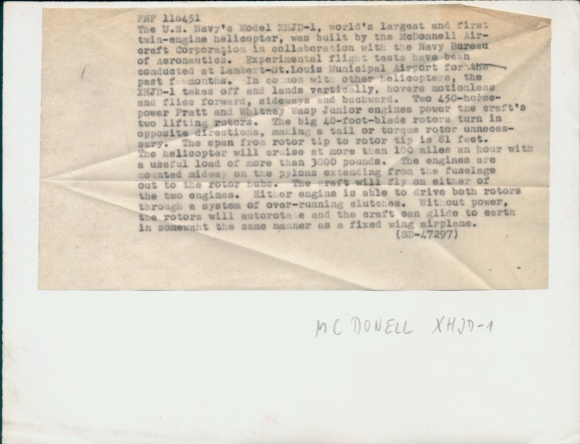 FNF 116451
The U.S. Navy's Model XHJD-1, world's largest and first
twin-engine helicopter, was built by the McDonnell Air-
craft Corporation in collaboration with the Navy Bureau
of Aeronautics. Experimental flight tests have been
conducted at Lambert-St.Louis Municipal Airport for the
past f months. In common with other helicopters, the
XHJD-1 takes off and lands vertically, hovers motionless
and flies forward, sideways and backward. Two 450-horse-
power Pratt and Whitney Wasp Junior engines power the craft's
two lifting rotors. The big 40-foot-blade rotors turn in
opposite directions, making a tail or torque rotor unneces-
sary. The span from rotor tip to rotor tip is 81 feet.
The helicopter will cruise at more than 100 miles an hour with
a useful load of more than 3000 pounds. The engines are
mounted midway on the pylons extending from the fuselage
out to the rotor hubs. The craft will fly on either of
the two engines. Either engine is able to drive both rotors
through a system of over-running clutches. Without power,
the rotors will autorotate and the craft can glide to earth
in somewaht the same manner as a fixed wing airplane.
(SD-47297)
MC DONELL XHJD-1